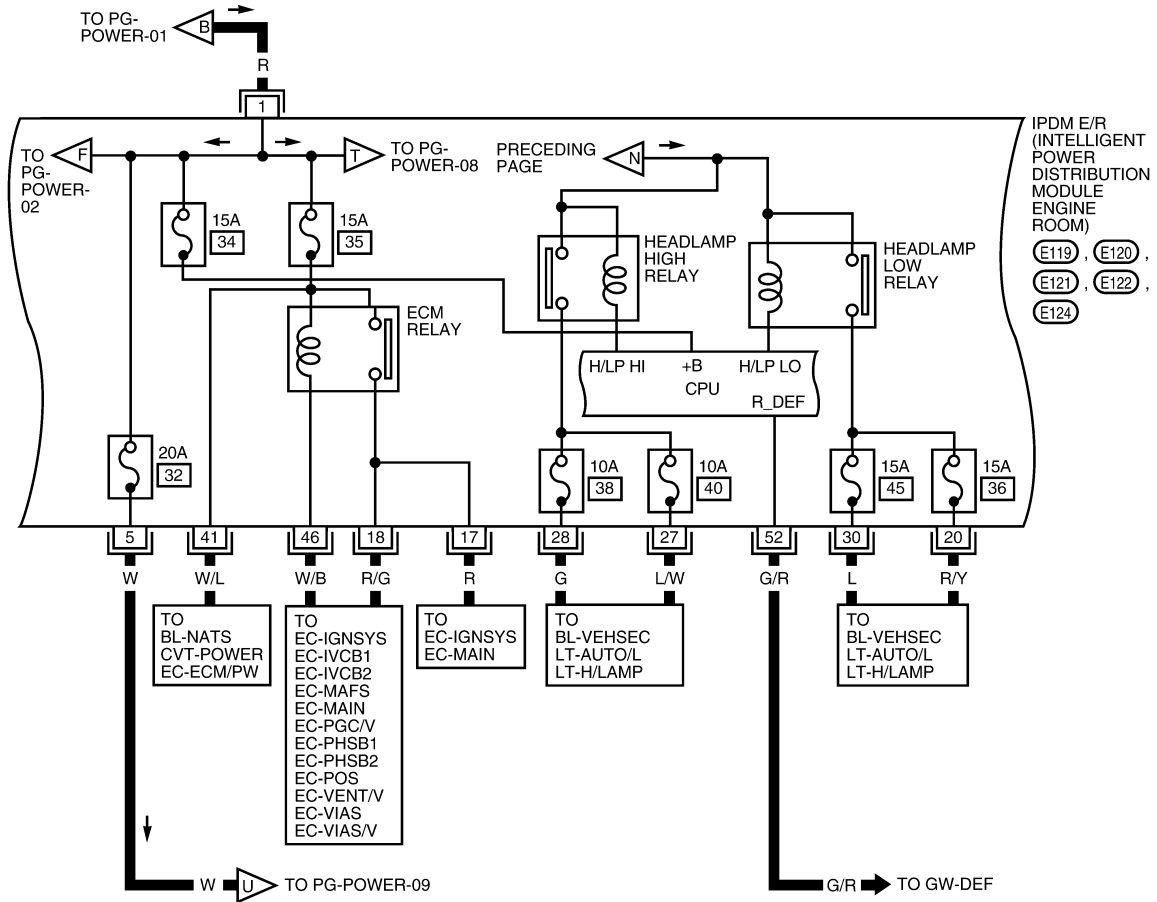 TO PG-
POWER-01
B
R
1
TO
PG-
POWER-
02
F
T
TO PG-
POWER-08
PRECEDING
PAGE
N
IPDM E/R
(INTELLIGENT
POWER
DISTRIBUTION
MODULE
ENGINE
ROOM)
E119 , E120 ,
E121 , E122 ,
E124
15A
34
15A
35
HEADLAMP
HIGH
RELAY
HEADLAMP
LOW
RELAY
ECM
RELAY
H/LP HI
+B
H/LP LO
CPU
R_DEF
20A
32
10A
38
10A
40
15A
45
15A
36
5 41 46 18 17 28 27 52 30 20
W W/L W/B R/G R G L/W G/R L R/Y
TO
BL-NATS
CVT-POWER
EC-ECM/PW
TO
EC-IGNSYS
EC-IVCB1
EC-IVCB2
EC-MAFS
EC-MAIN
EC-PGC/V
EC-PHSB1
EC-PHSB2
EC-POS
EC-VENT/V
EC-VIAS
EC-VIAS/V
TO
EC-IGNSYS
EC-MAIN
TO
BL-VEHSEC
LT-AUTO/L
LT-H/LAMP
TO
BL-VEHSEC
LT-AUTO/L
LT-H/LAMP
W
U
TO PG-POWER-09
G/R
TO GW-DEF